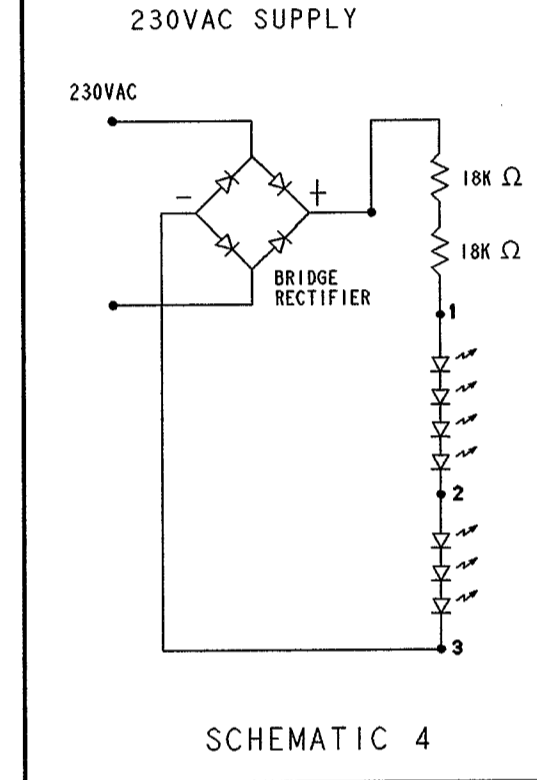 230VAC SUPPLY
230VAC
-
+
18K Ω
18K Ω
BRIDGE
RECTIFIER
1
2
3
SCHEMATIC 4